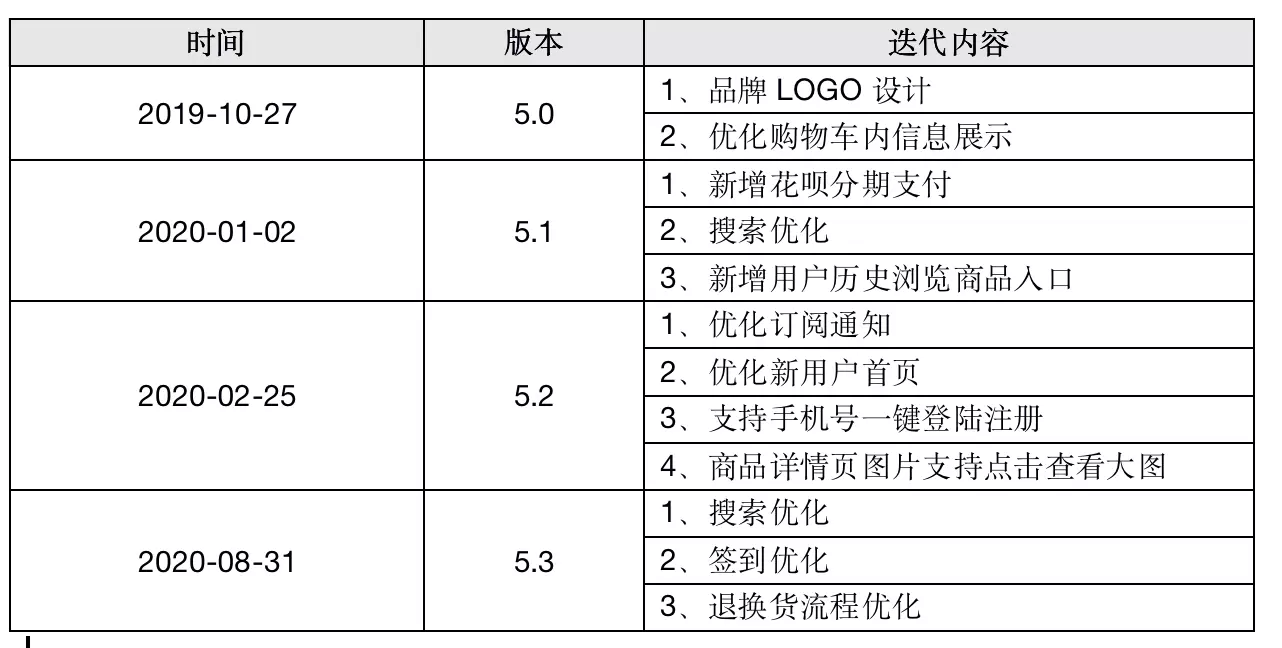 时间 版本 迭代内容
2019-10-27 5.0 1、品牌 LOGO 设计
2、优化购物车内信息展示
2020-01-02 5.1 1、新增花呗分期支付
2、搜索优化
3、新增用户历史浏览商品入口
2020-02-25 5.2 1、优化订阅通知
2、优化新用户首页
3、支持手机号一键登陆注册
4、商品详情页图片支持点击查看大图
2020-08-31 5.3 1、搜索优化
2、签到优化
3、退换货流程优化